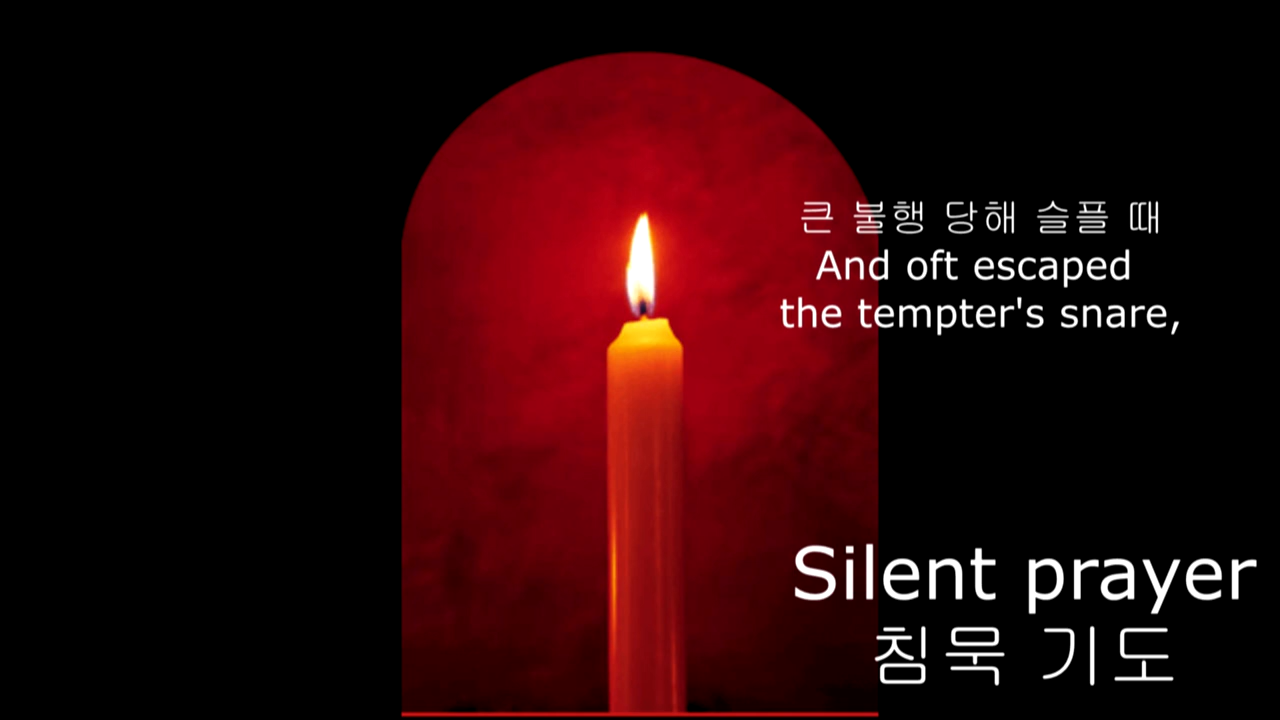 큰 불행 당해 슬플 때
And oft escaped
the tempter's snare,
Silent prayer
침묵 기도